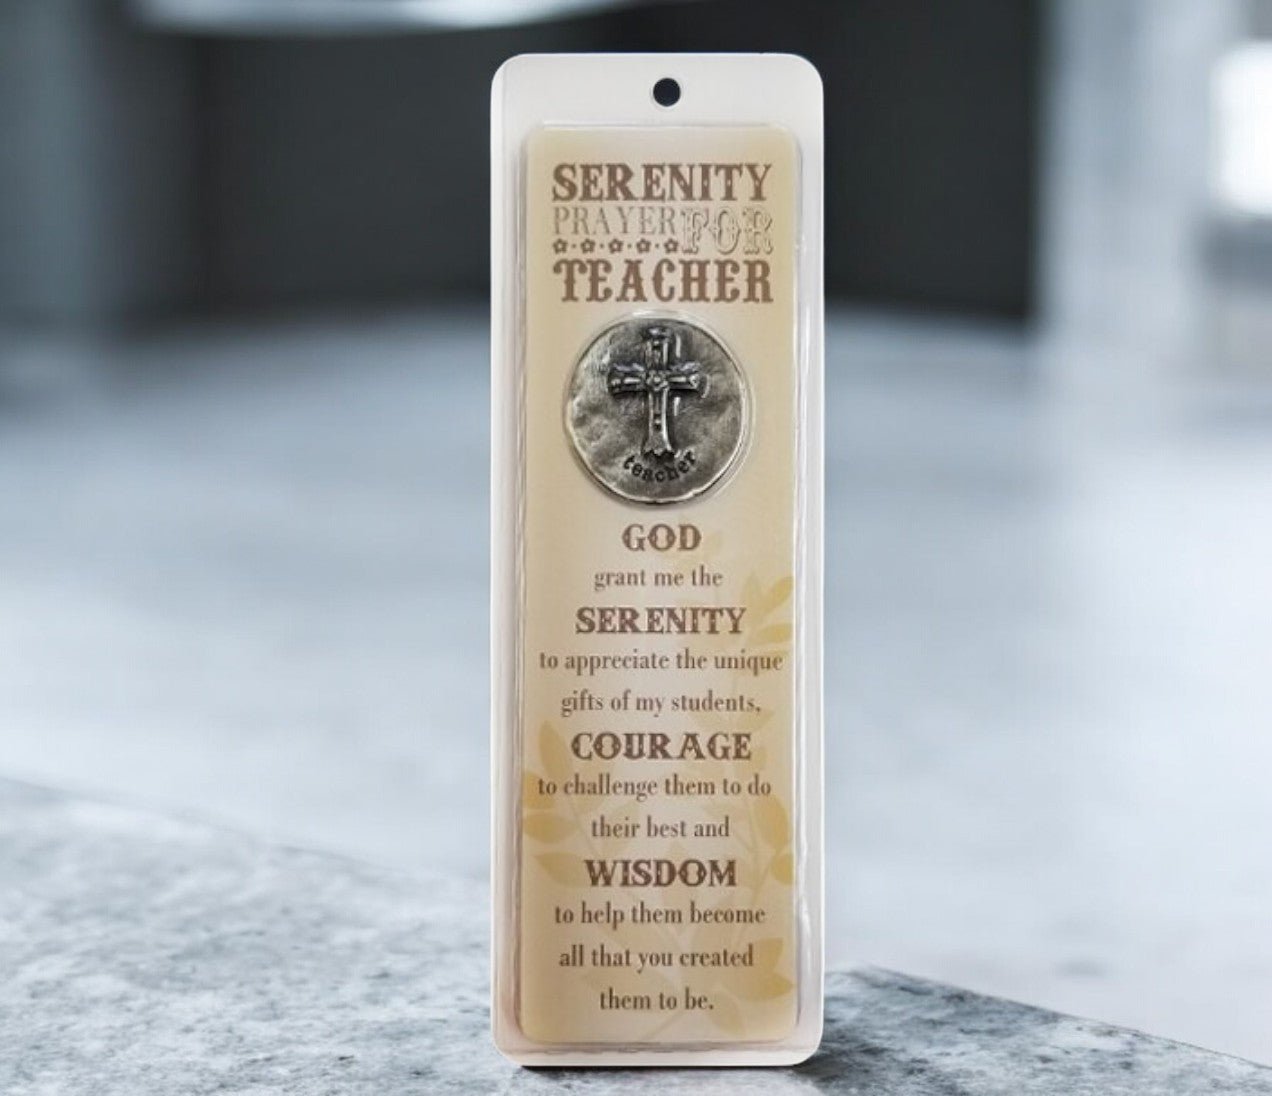 SERENITY
PRAYER FOR
TEACHER
teacher
GOD
grant me the
SERENITY
to appreciate the unique
gifts of my students,
COURAGE
to challenge them to do
their best and
WISDOM
to help them become
all that you created
them to be.